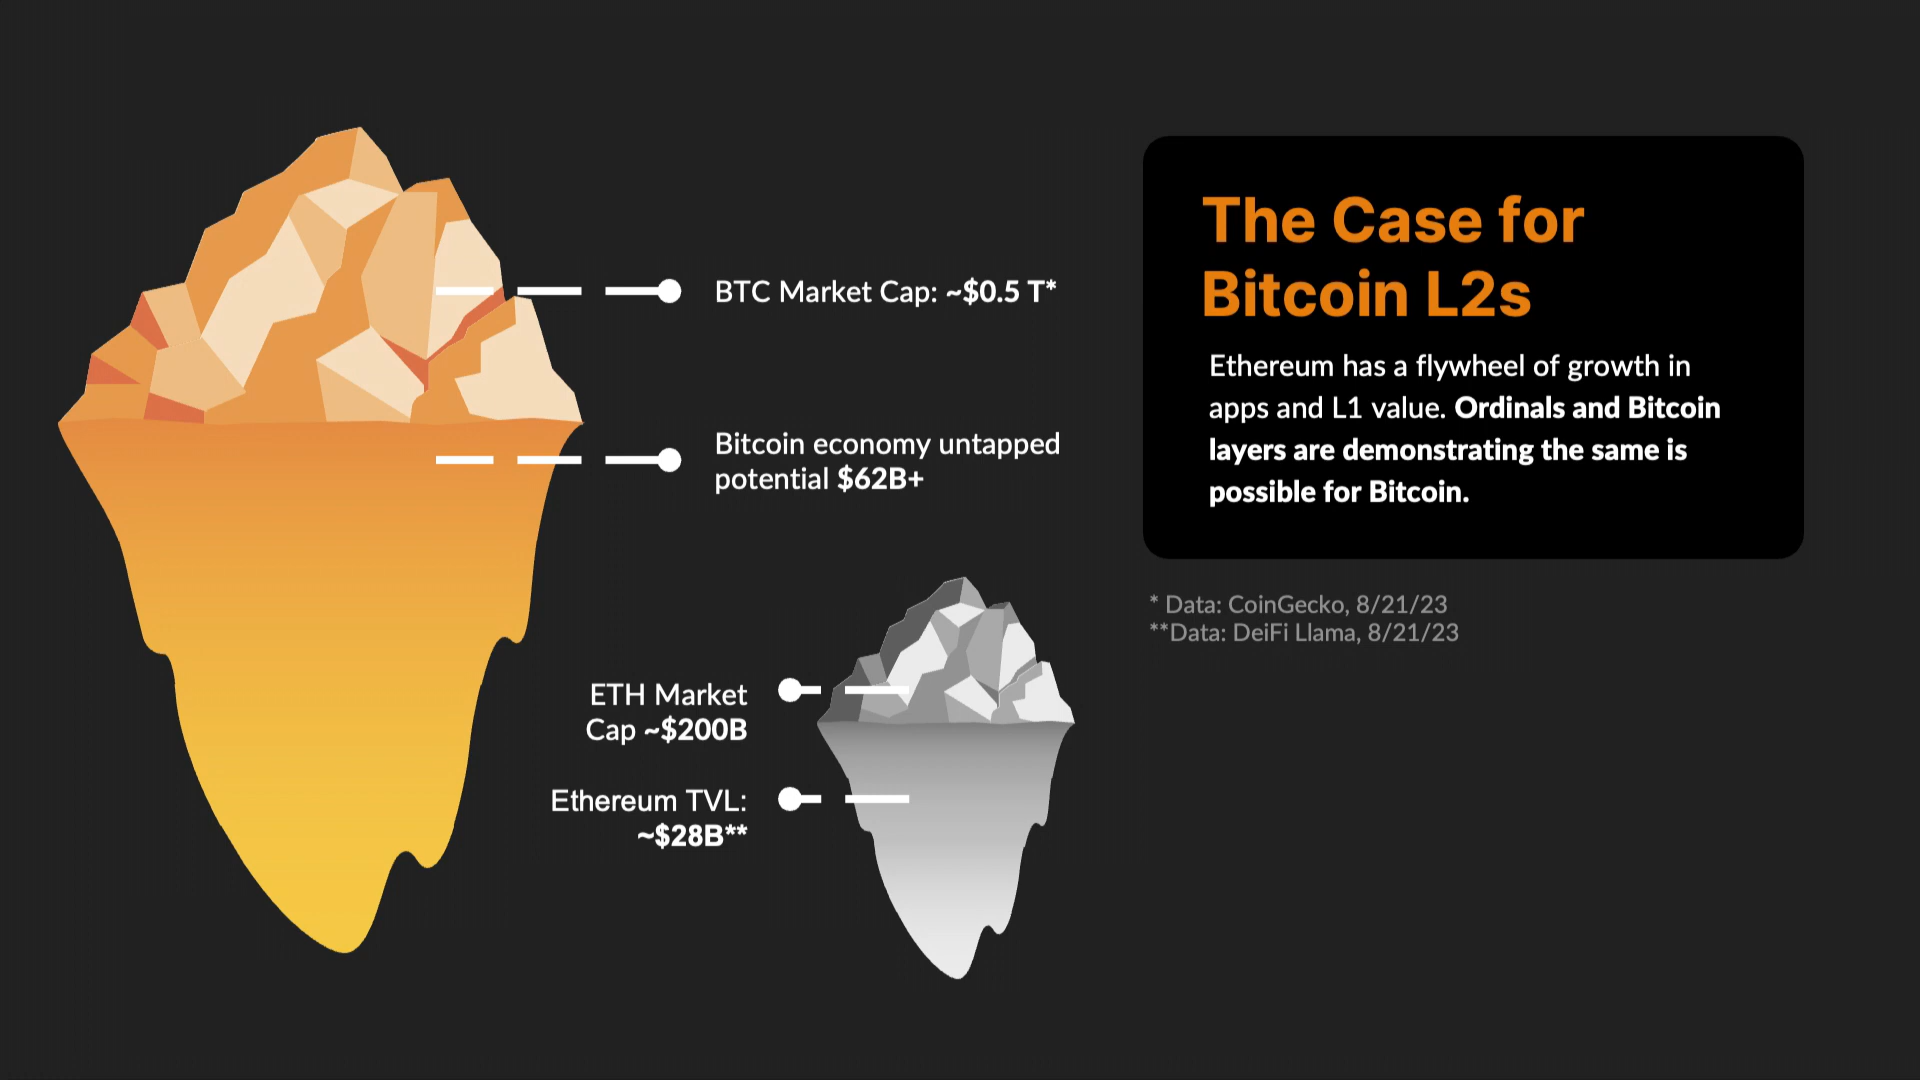 BTC Market Cap: ~$0.5 T*
Bitcoin economy untapped
potential $62B+
ETH Market
Cap ~$200B
Ethereum TVL:
~$28B**
The Case for
Bitcoin L2s
Ethereum has a flywheel of growth in
apps and L1 value. Ordinals and Bitcoin
layers are demonstrating the same is
possible for Bitcoin.
* Data: CoinGecko, 8/21/23
**Data: DeiFi Llama, 8/21/23